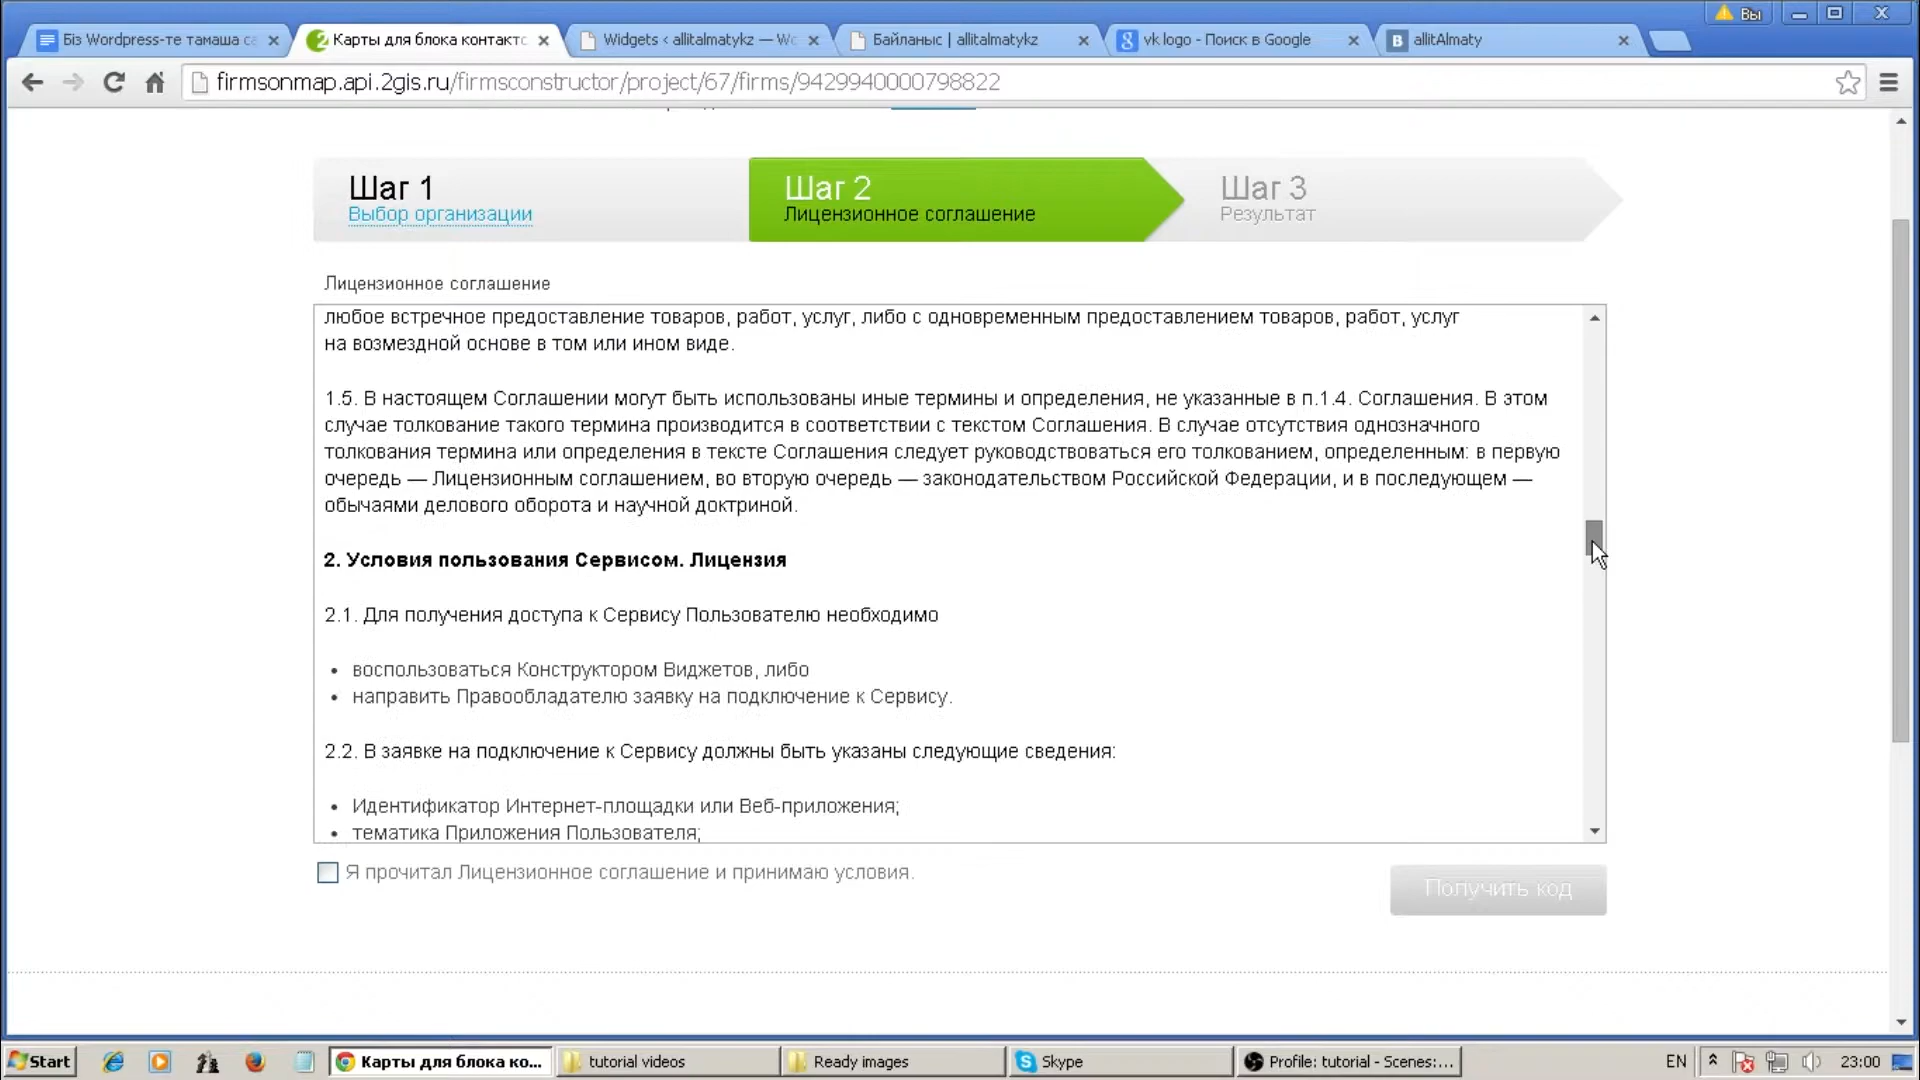 Вы
Біз Wordpress-те тамаша са
Карты для блока контактс
Widgets ‹ allitalmatykz — Wc
Байланыс | allitalmatykz
vk logo - Поиск в Google
allitAlmaty
firmsonmap.api.2gis.ru/firmsconstructor/project/67/firms/9429940000798822
Шаг 1
Выбор организации
Шаг 2
Лицензионное соглашение
Шаг 3
Результат
Лицензионное соглашение
любое встречное предоставление товаров, работ, услуг, либо с одновременным предоставлением товаров, работ, услуг
на возмездной основе в том или ином виде.
1.5. В настоящем Соглашении могут быть использованы иные термины и определения, не указанные в п.1.4. Соглашения. В этом
случае толкование такого термина производится в соответствии с текстом Соглашения. В случае отсутствия однозначного
толкования термина или определения в тексте Соглашения следует руководствоваться его толкованием, определенным: в первую
очередь — Лицензионным соглашением, во вторую очередь — законодательством Российской Федерации, и в последующем —
обычаями делового оборота и научной доктриной.
2. Условия пользования Сервисом. Лицензия
2.1. Для получения доступа к Сервису Пользователю необходимо
• воспользоваться Конструктором Виджетов, либо
• направить Правообладателю заявку на подключение к Сервису.
2.2. В заявке на подключение к Сервису должны быть указаны следующие сведения:
• Идентификатор Интернет-площадки или Веб-приложения;
• тематика Приложения Пользователя;
Я прочитал Лицензионное соглашение и принимаю условия.
Получить код
Start
Карты для блока ко...
tutorial videos
Ready images
Skype
Profile: tutorial - Scenes:...
EN
23:00